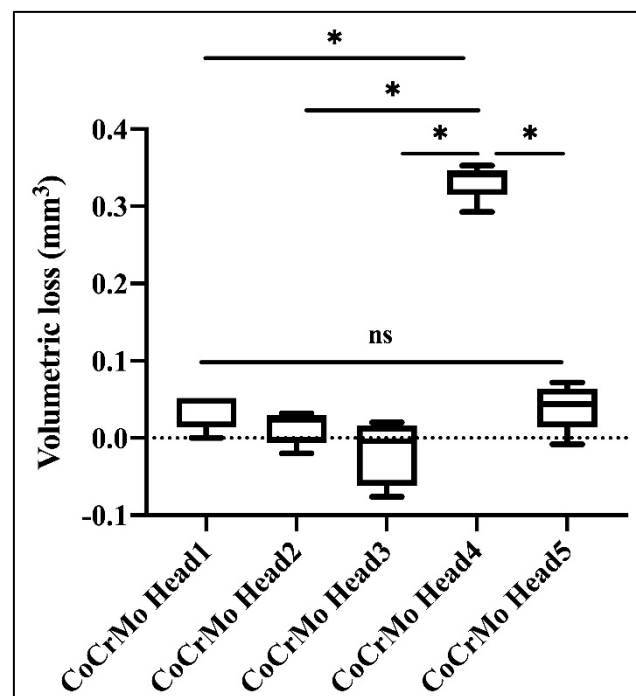 *
*
* *
0.4
0.3
0.2
0.1
0.0
-0.1
ns
Volumetric loss (mm³)
CoCrMo Head1
CoCrMo Head2
CoCrMo Head3
CoCrMo Head4
CoCrMo Head5